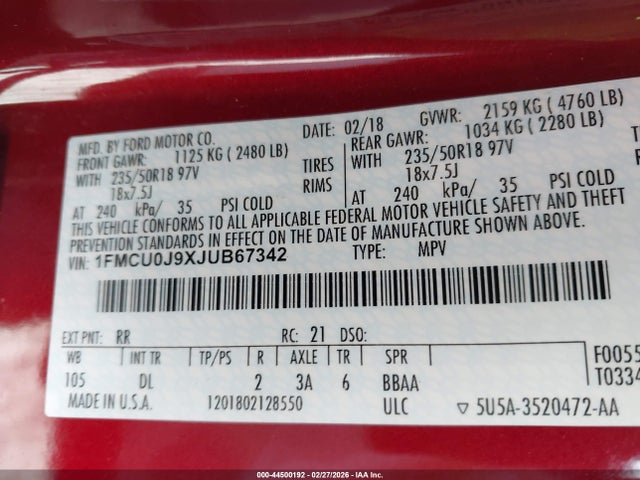 MFD. BY FORD MOTOR CO.
DATE: 02/18 GVWR: 2159 KG ( 4760 LB)
FRONT GAWR: 1125 KG ( 2480 LB) REAR GAWR: 1034 KG ( 2280 LB)
WITH 235/50R18 97V TIRES WITH 235/50R18 97V
18x7.5J RIMS 18x7.5J
AT 240 kPa/ 35 PSI COLD AT 240 kPa/ 35 PSI COLD
THIS VEHICLE CONFORMS TO ALL APPLICABLE FEDERAL MOTOR VEHICLE SAFETY AND THEFT
PREVENTION STANDARDS IN EFFECT ON THE DATE OF MANUFACTURE SHOWN ABOVE.
VIN: 1FMCU0J9XJUB67342 TYPE: MPV
EXT PNT: RR RC: 21 DSO:
WB INT TR TP/PS R AXLE TR SPR F0055
105 DL 2 3A 6 BBAA T0334
MADE IN U.S.A. 1201802128550 ULC ▽ 5U5A-3520472-AA
000-44500192 - 02/27/2026 - IAA Inc.